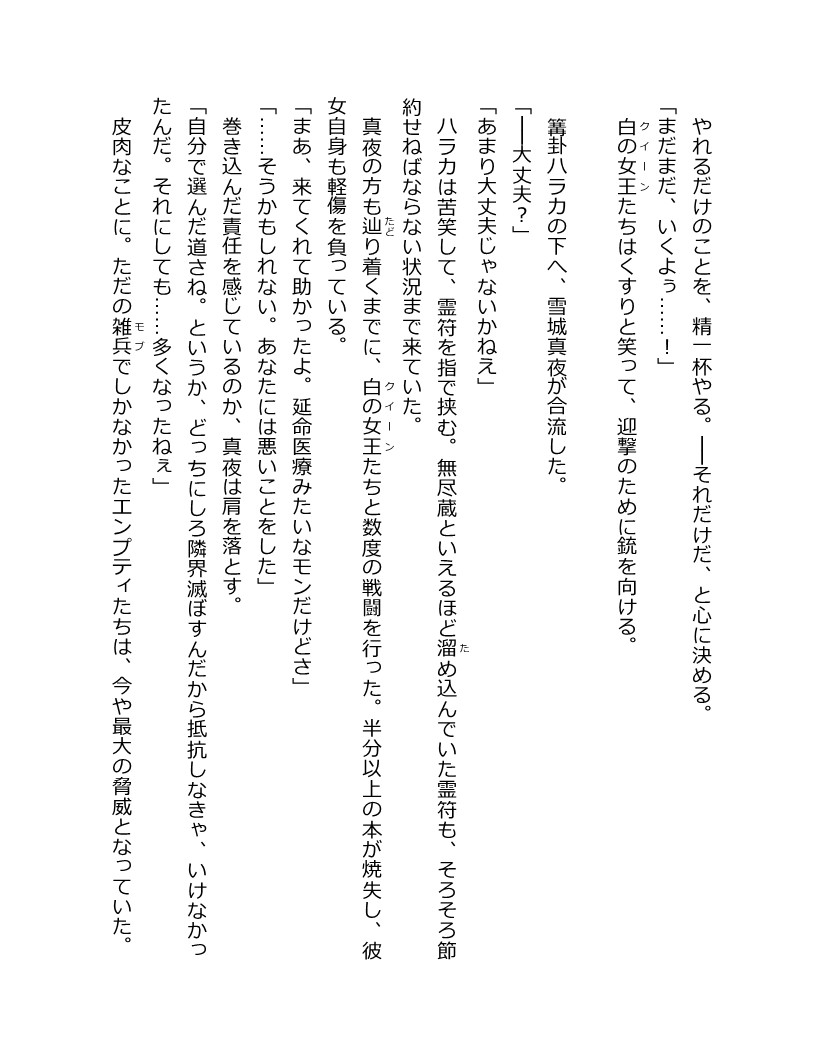 やれるだけのことを、精一杯やる。――それだけだ、と心に決める。
「まだまだ、いくよぅ……！」
白の女王たちはくすりと笑って、迎撃のために銃を向ける。
篝卦ハラカの下へ、雪城真夜が合流した。
「――大丈夫？」
「あまり大丈夫じゃないかねえ」
ハラカは苦笑して、霊符を指で挟む。無尽蔵といえるほど溜め込んでいた霊符も、そろそろ節
約せねばならない状況まで来ていた。
真夜の方も辿り着くまでに、白の女王たちと数度の戦闘を行った。半分以上の本が焼失し、彼
女自身も軽傷を負っている。
「まあ、来てくれて助かったよ。延命医療みたいなモンだけどさ」
「……そうかもしれない。あなたには悪いことをした」
巻き込んだ責任を感じているのか、真夜は肩を落とす。
「自分で選んだ道さね。というか、どっちにしろ隣界滅ぼすんだから抵抗しなきゃ、いけなかっ
たんだ。それにしても……多くなったねぇ」
皮肉なことに。ただの雑兵でしかなかったエンプティたちは、今や最大の脅威となっていた。